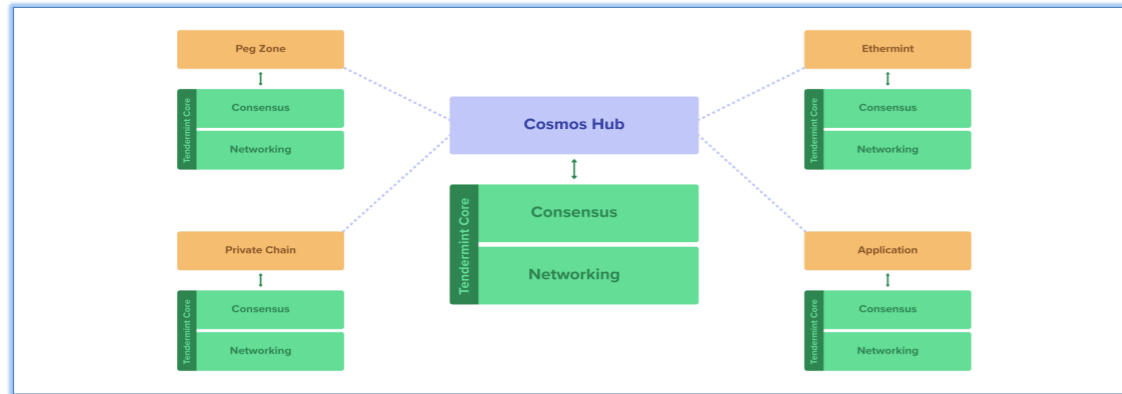 Peg Zone
Tendermint Core
Consensus
Networking
Ethermint
Tendermint Core
Consensus
Networking
Cosmos Hub
Tendermint Core
Consensus
Networking
Private Chain
Tendermint Core
Consensus
Networking
Application
Tendermint Core
Consensus
Networking